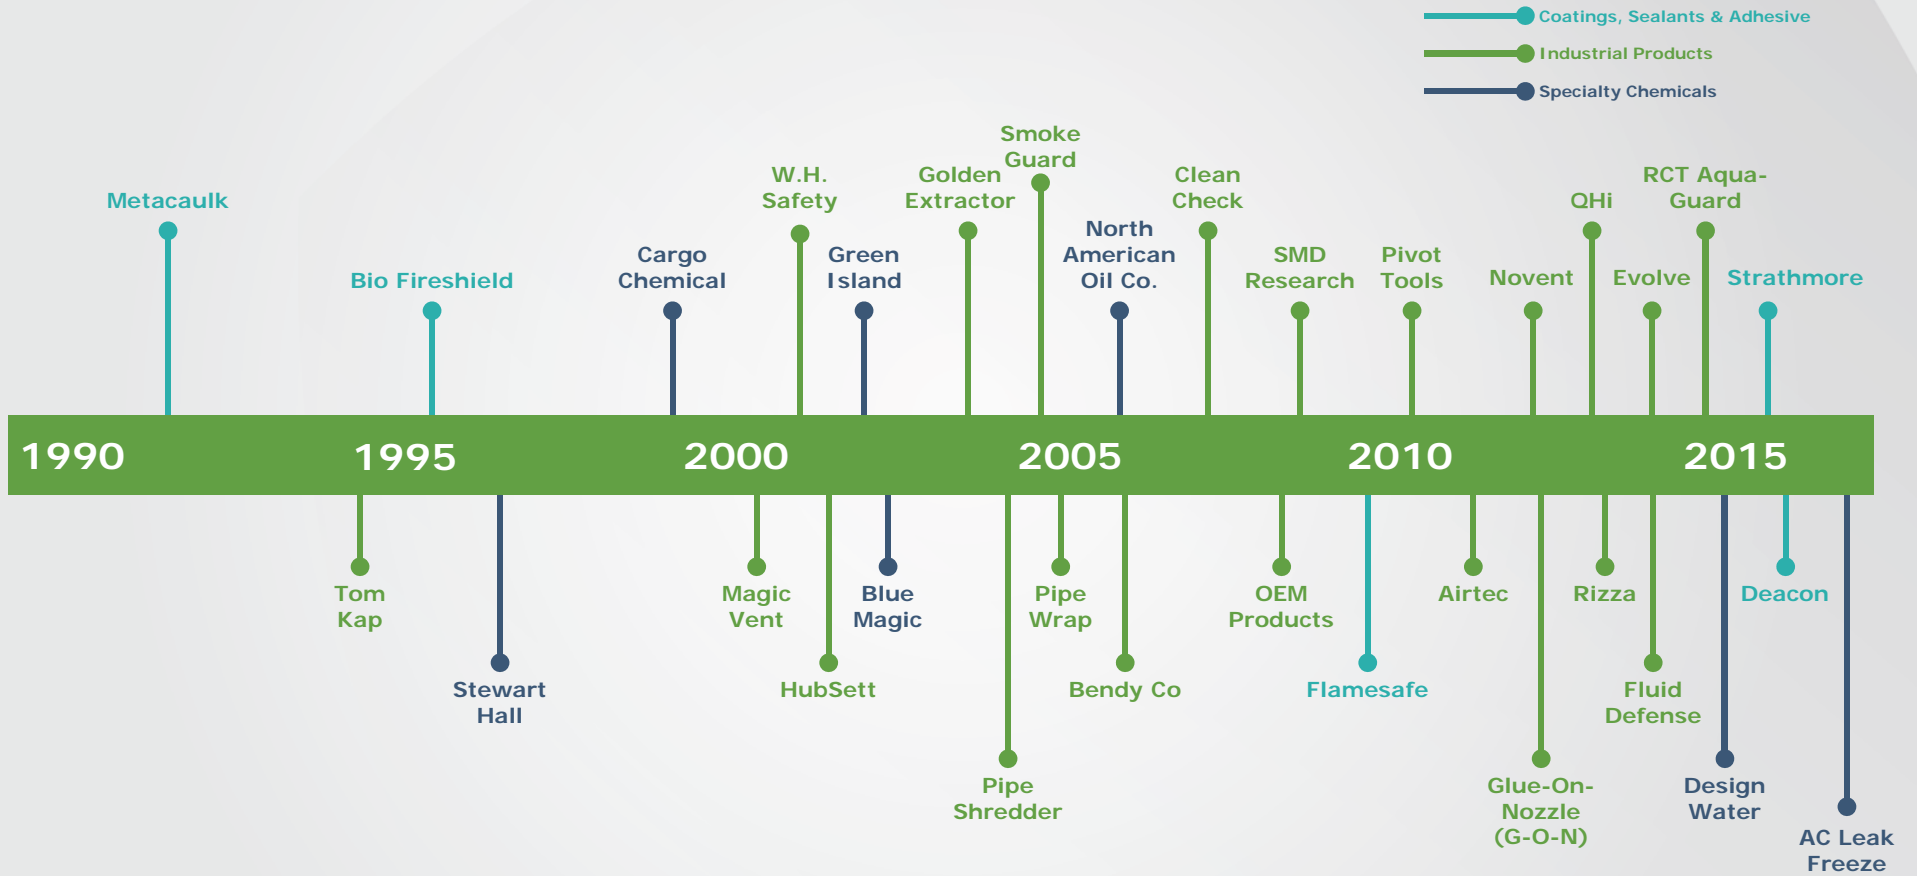 Coatings, Sealants & Adhesive
Industrial Products
Specialty Chemicals
Metacaulk
Bio Fireshield
Cargo
Chemical
W.H.
Safety
Green
Island
Golden
Extractor
Smoke
Guard
North
American
Oil Co.
Clean
Check
SMD
Research
Pivot
Tools
Novent
QHi
Evolve
RCT Aqua-
Guard
Strathmore
1990
1995
2000
2005
2010
2015
Tom
Kap
Stewart
Hall
Magic
Vent
HubSett
Blue
Magic
Pipe
Shredder
Pipe
Wrap
Bendy Co
OEM
Products
Flamesafe
Airtec
Glue-On-
Nozzle
(G-O-N)
Rizza
Fluid
Defense
Design
Water
Deacon
AC Leak
Freeze